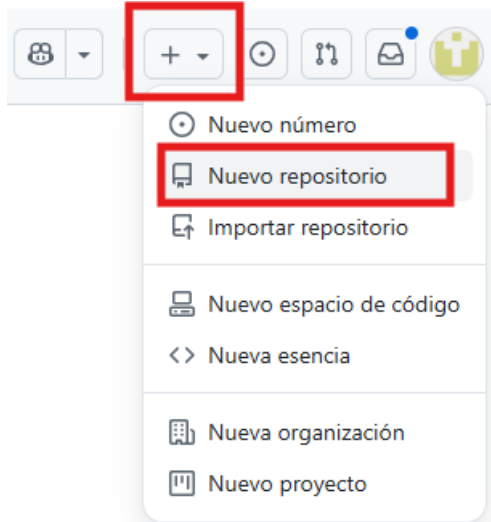 Nuevo número
Nuevo repositorio
Importar repositorio
Nuevo espacio de código
Nueva esencia
Nueva organización
Nuevo proyecto